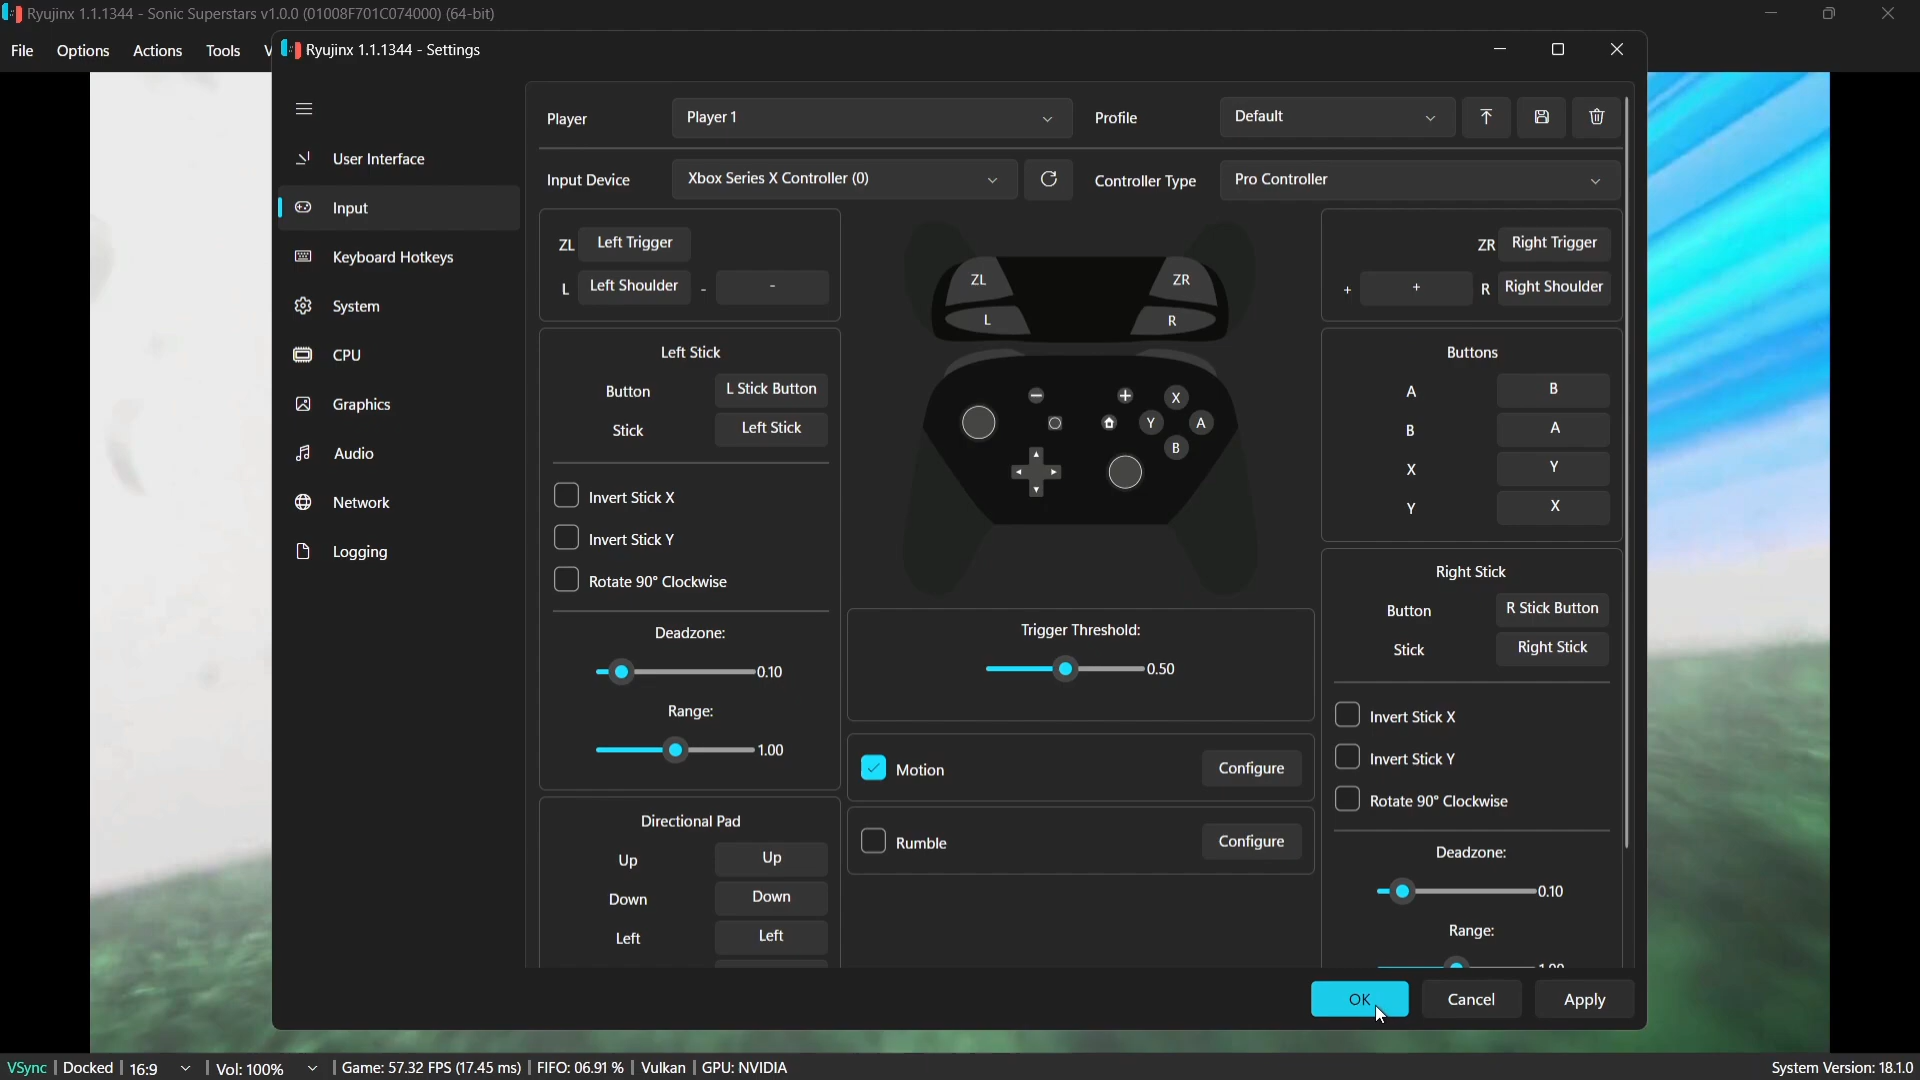 Ryujinx 1.1.1344 - Sonic Superstars v1.0.0 (01008F701C074000) (64-bit)
File Options Actions Tools V
Ryujinx 1.1.1344 - Settings
User Interface
Input
Keyboard Hotkeys
System
CPU
Graphics
Audio
Network
Logging
Player Player 1 Profile Default
Input Device Xbox Series X Controller (0) Controller Type Pro Controller
ZL Left Trigger
L Left Shoulder - -
Left Stick
Button L Stick Button
Stick Left Stick
Invert Stick X
Invert Stick Y
Rotate 90° Clockwise
Deadzone:
0.10
Range:
1.00
Directional Pad
Up Up
Down Down
Left Left
ZL ZR
L R
X
Y A
B
Trigger Threshold:
0.50
Motion Configure
Rumble Configure
ZR Right Trigger
+ + R Right Shoulder
Buttons
A B
B A
X Y
Y X
Right Stick
Button R Stick Button
Stick Right Stick
Invert Stick X
Invert Stick Y
Rotate 90° Clockwise
Deadzone:
0.10
Range:
1.00
OK Cancel Apply
VSync | Docked | 16:9 | Vol: 100% | Game: 57.32 FPS (17.45 ms) | FIFO: 06.91 % | Vulkan | GPU: NVIDIA System Version: 18.1.0